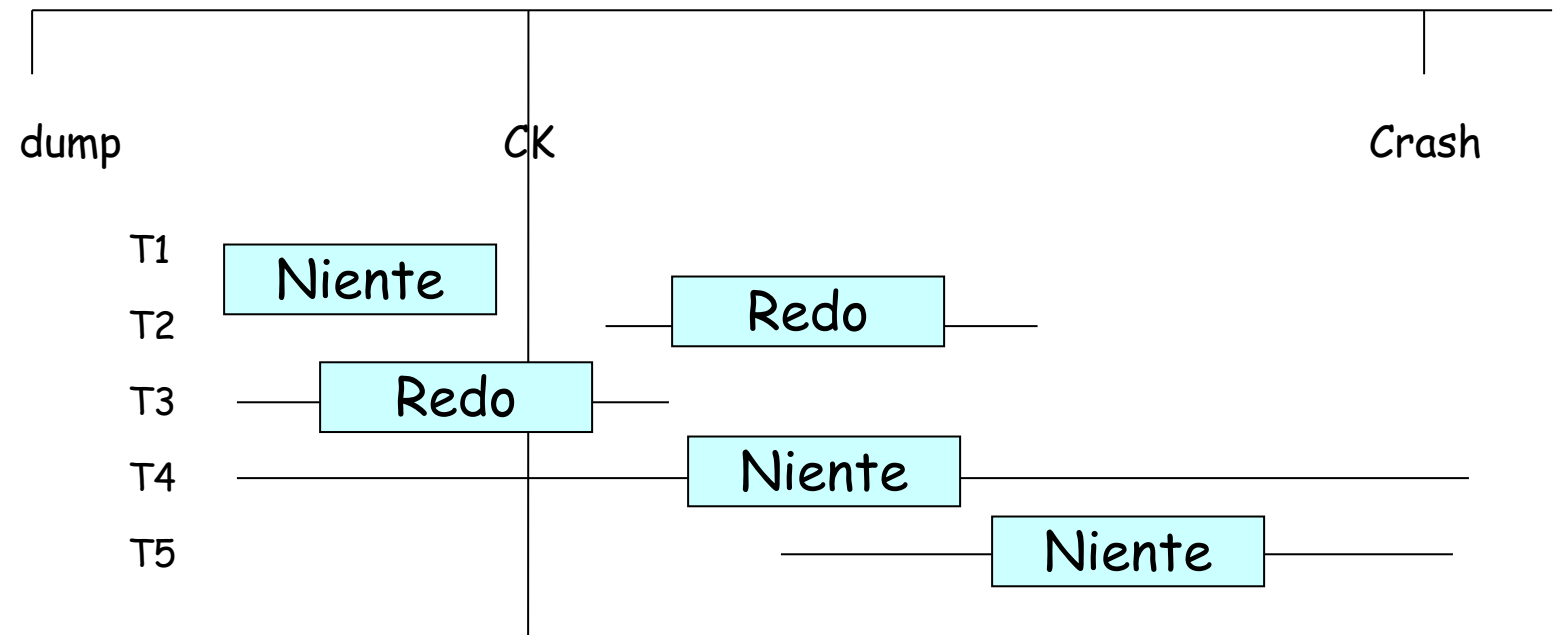 dump CK Crash
T1 Niente
T2 Redo
T3 Redo
T4 Niente
T5 Niente